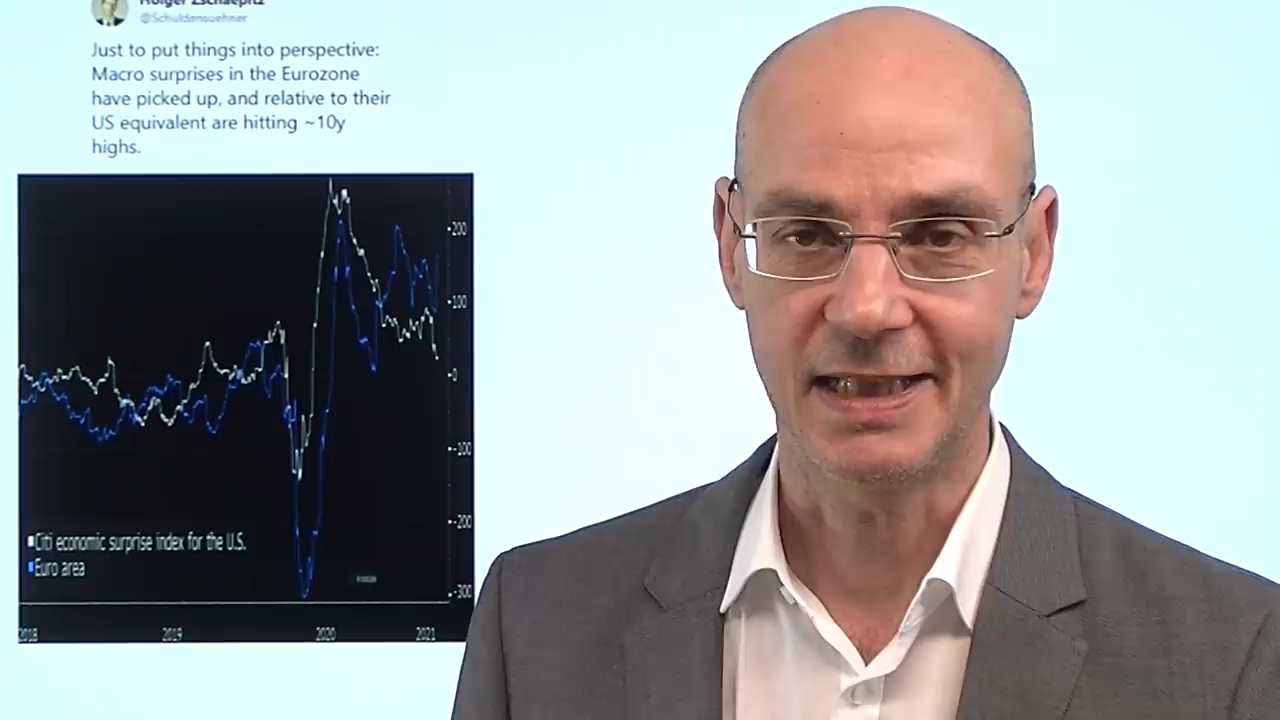 Holger Zschaepitz
@Schuldensuehner
Just to put things into perspective:
Macro surprises in the Eurozone
have picked up, and relative to their
US equivalent are hitting ~10y
highs.
200
100
0
-100
-200
-300
Citi economic surprise index for the U.S.
Euro area
2018 2019 2020 2021